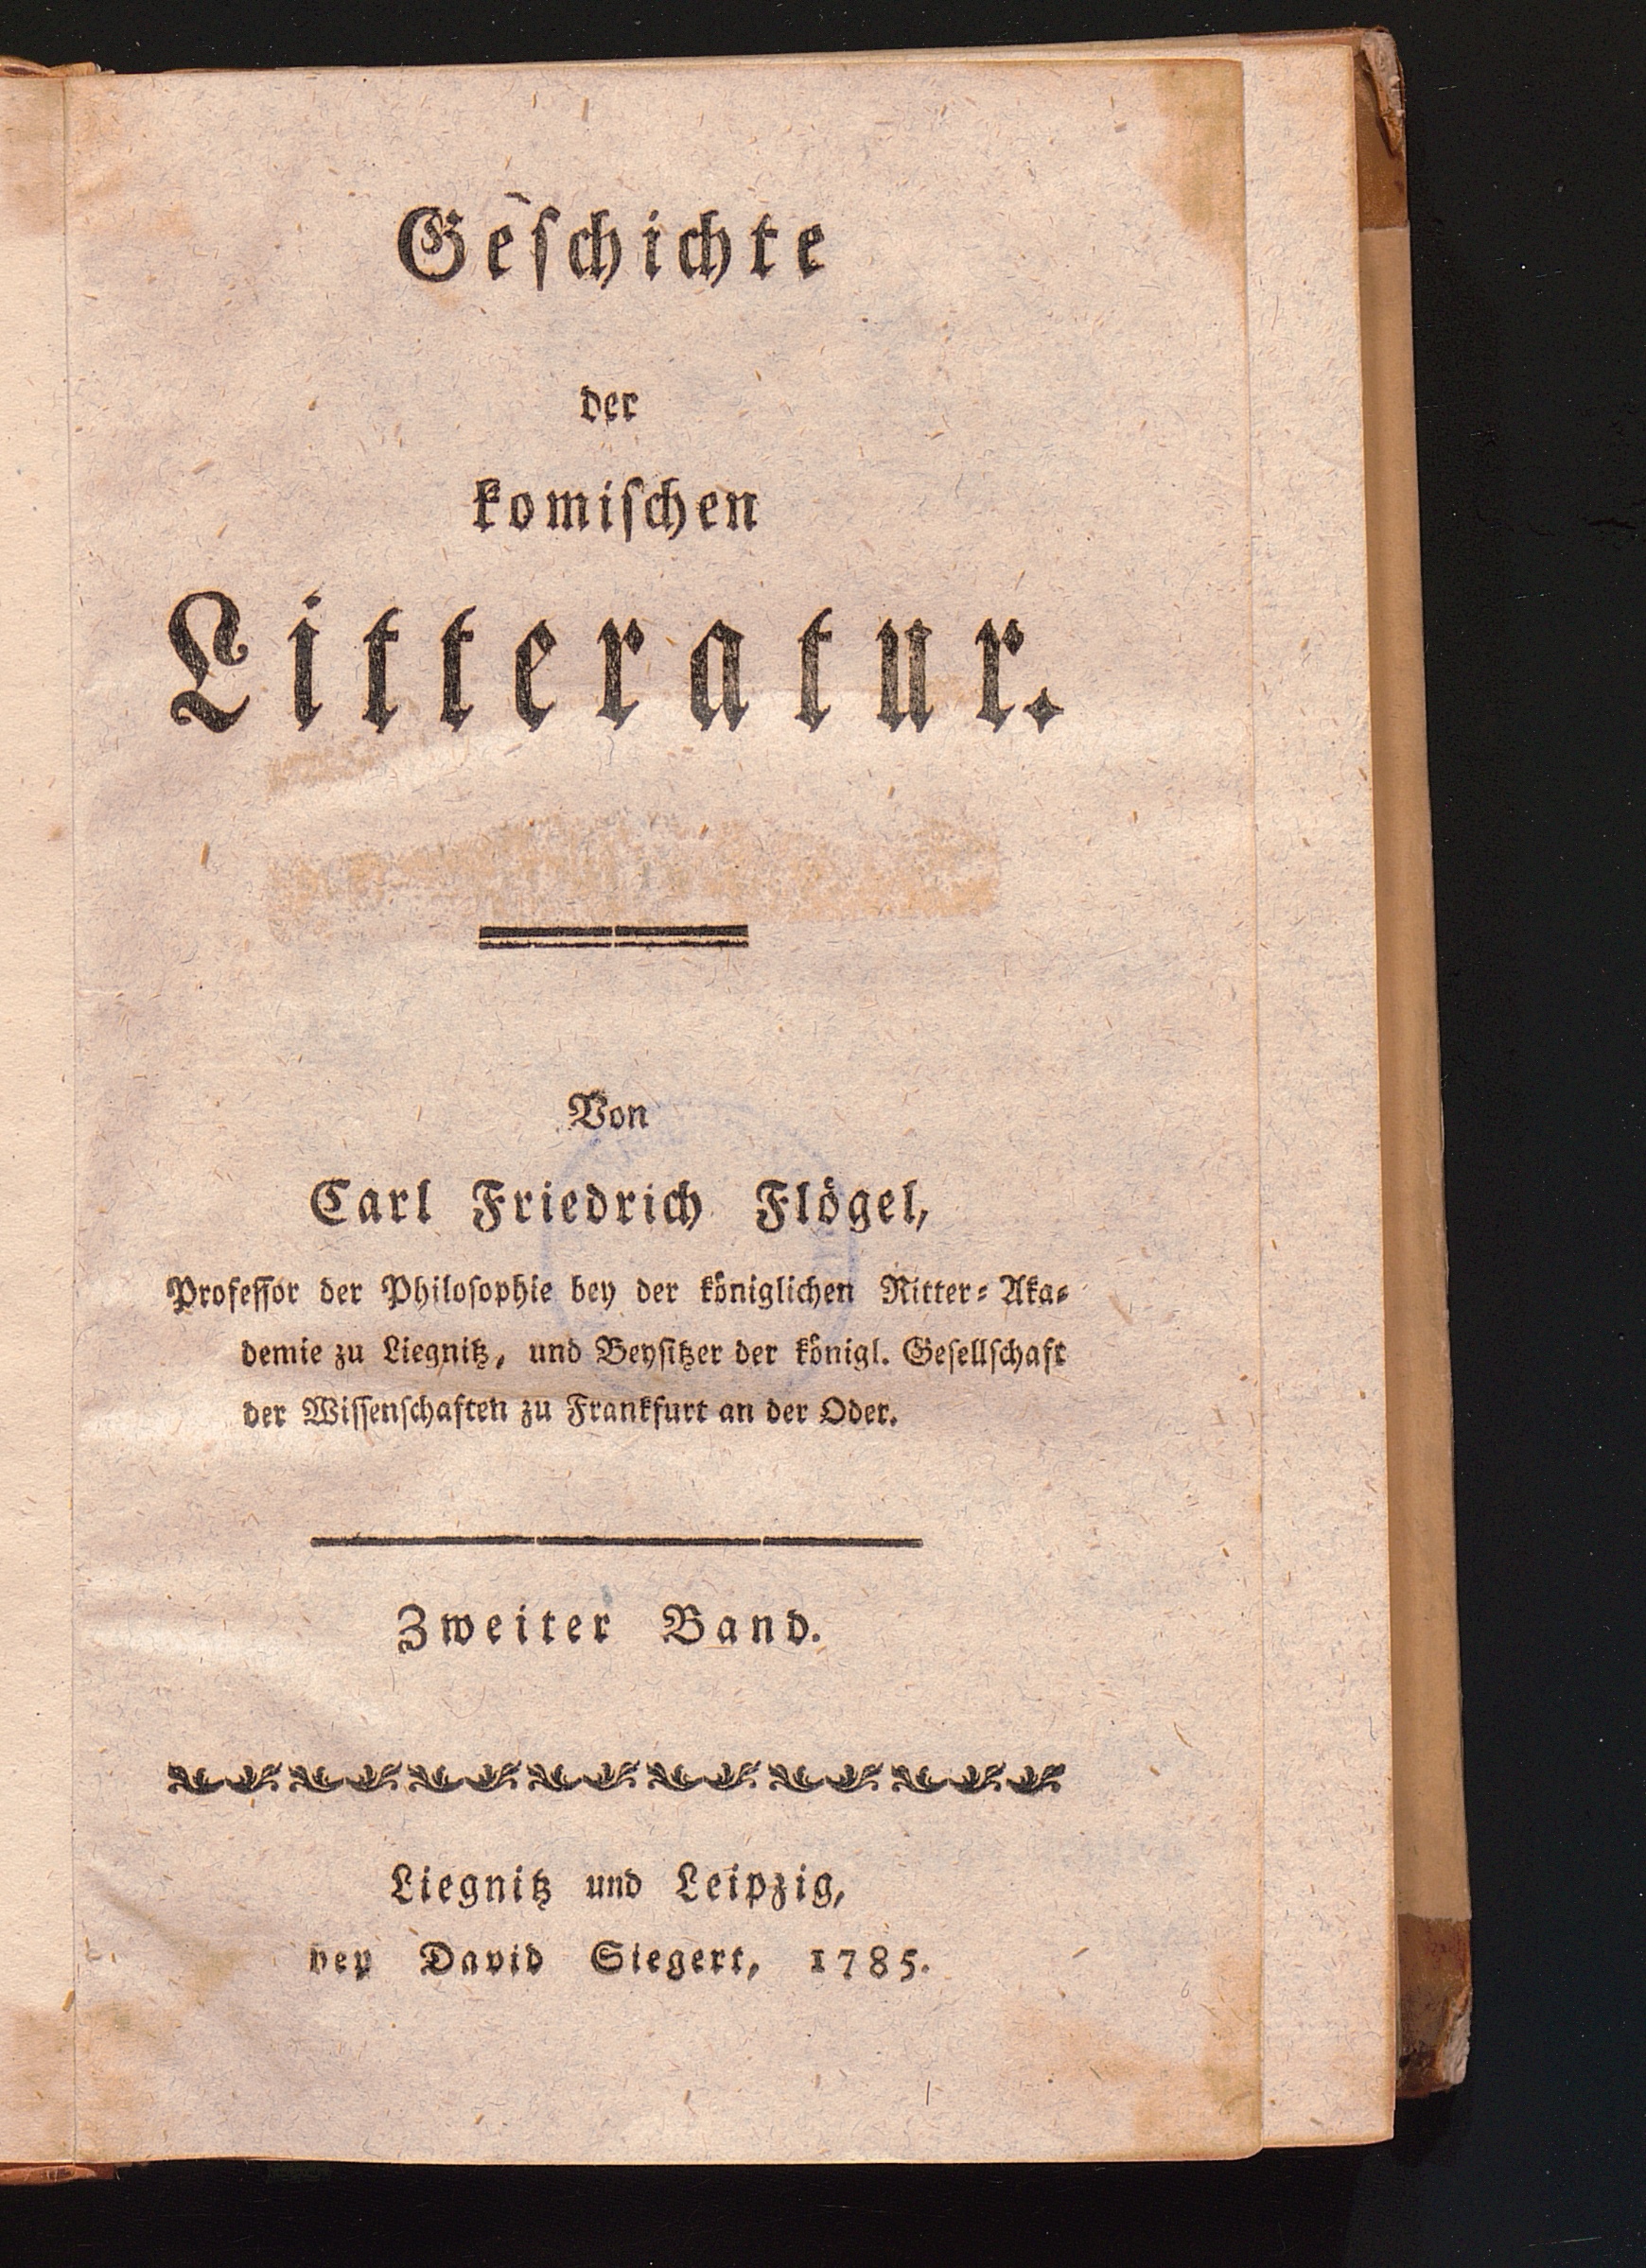 Geſchichte
der
komiſchen
Litteratur.
Von
Carl Friedrich Flögel,
Profeſſor der Philoſophie bey der königlichen Ritter-Aka-
demie zu Liegnitz, und Beyſitzer der königl. Geſellſchaft
der Wiſſenſchaften zu Frankfurt an der Oder.
Zweiter Band.
Liegnitz und Leipzig,
bey David Siegert, 1785.